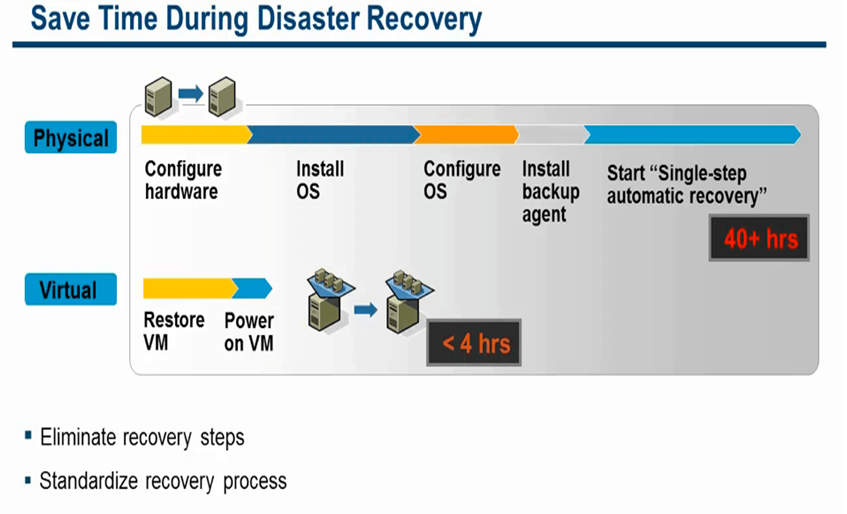 Save Time During Disaster Recovery
Physical
Configure
hardware
Install
OS
Configure
OS
Install
backup
agent
Start “Single-step
automatic recovery”
40+ hrs
Virtual
Restore
VM
Power
on VM
< 4 hrs
▪ Eliminate recovery steps
▪ Standardize recovery process